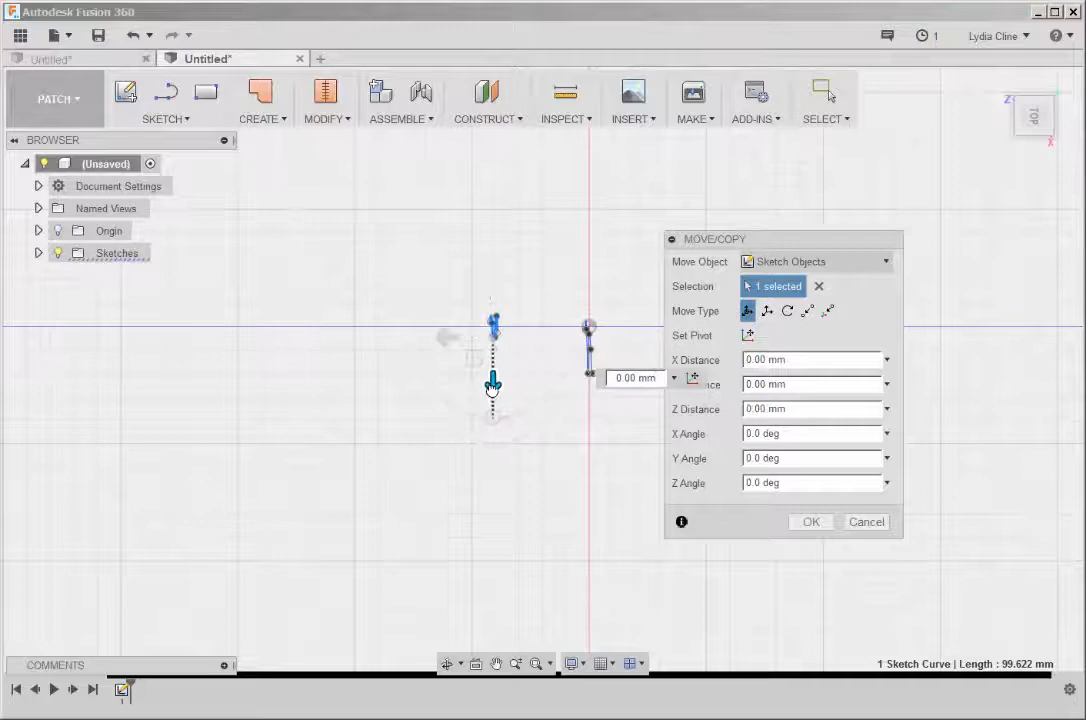 Autodesk Fusion 360
1 Lydia Cline
Untitled* Untitled* +
PATCH SKETCH CREATE MODIFY ASSEMBLE CONSTRUCT INSPECT INSERT MAKE ADD-INS SELECT
Z TOP
X
BROWSER
(Unsaved)
Document Settings
Named Views
Origin
Sketches
MOVE/COPY
Move Object Sketch Objects
Selection 1 selected
Move Type
Set Pivot
X Distance 0.00 mm
0.00 mm
ance 0.00 mm
Z Distance 0.00 mm
X Angle 0.0 deg
Y Angle 0.0 deg
Z Angle 0.0 deg
OK Cancel
COMMENTS
1 Sketch Curve | Length : 99.622 mm